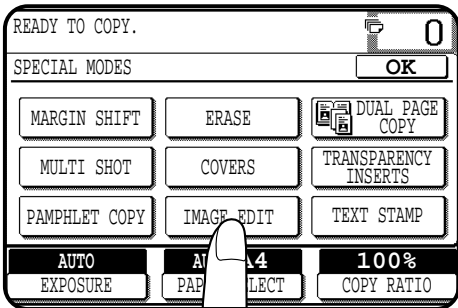 READY TO COPY.
0
SPECIAL MODES
OK
MARGIN SHIFT
ERASE
DUAL PAGE
COPY
MULTI SHOT
COVERS
TRANSPARENCY
INSERTS
PAMPHLET COPY
IMAGE EDIT
TEXT STAMP
AUTO
A4
100%
EXPOSURE
COPY RATIO